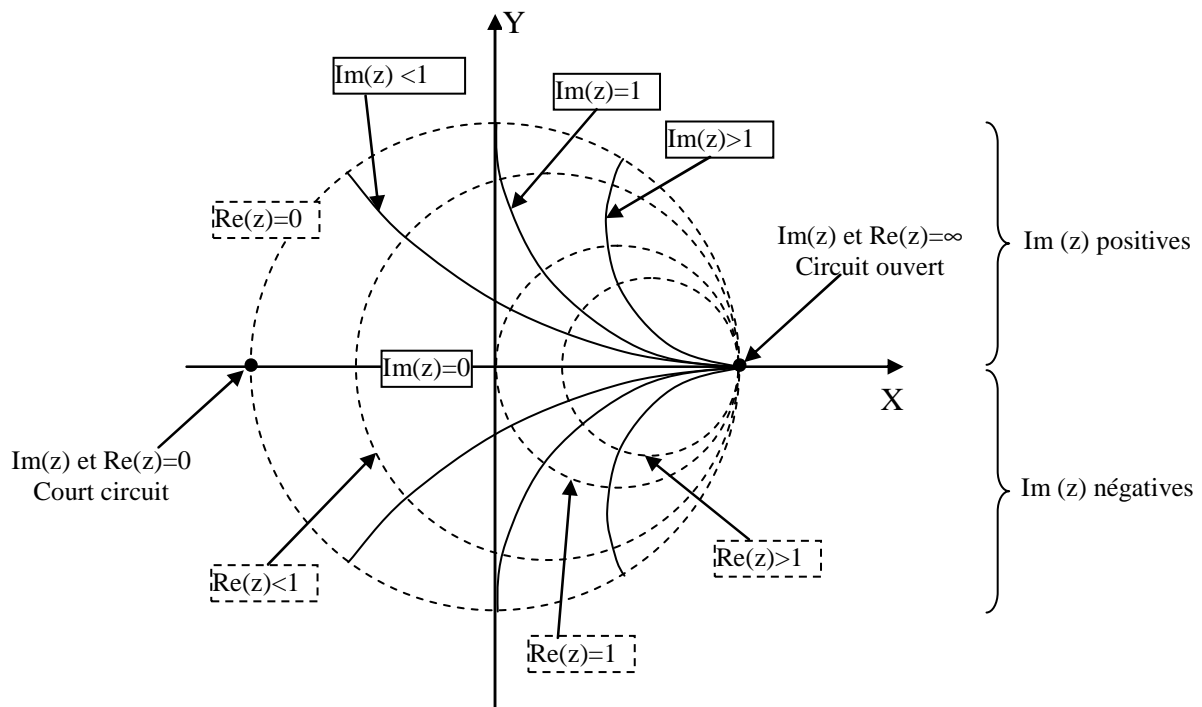 Y
Im(z) <1
Im(z)=1
Im(z)>1
Re(z)=0
Im(z) et Re(z)=∞
Circuit ouvert
Im (z) positives
Im(z)=0
X
Im(z) et Re(z)=0
Court circuit
Im (z) négatives
Re(z)<1
Re(z)>1
Re(z)=1